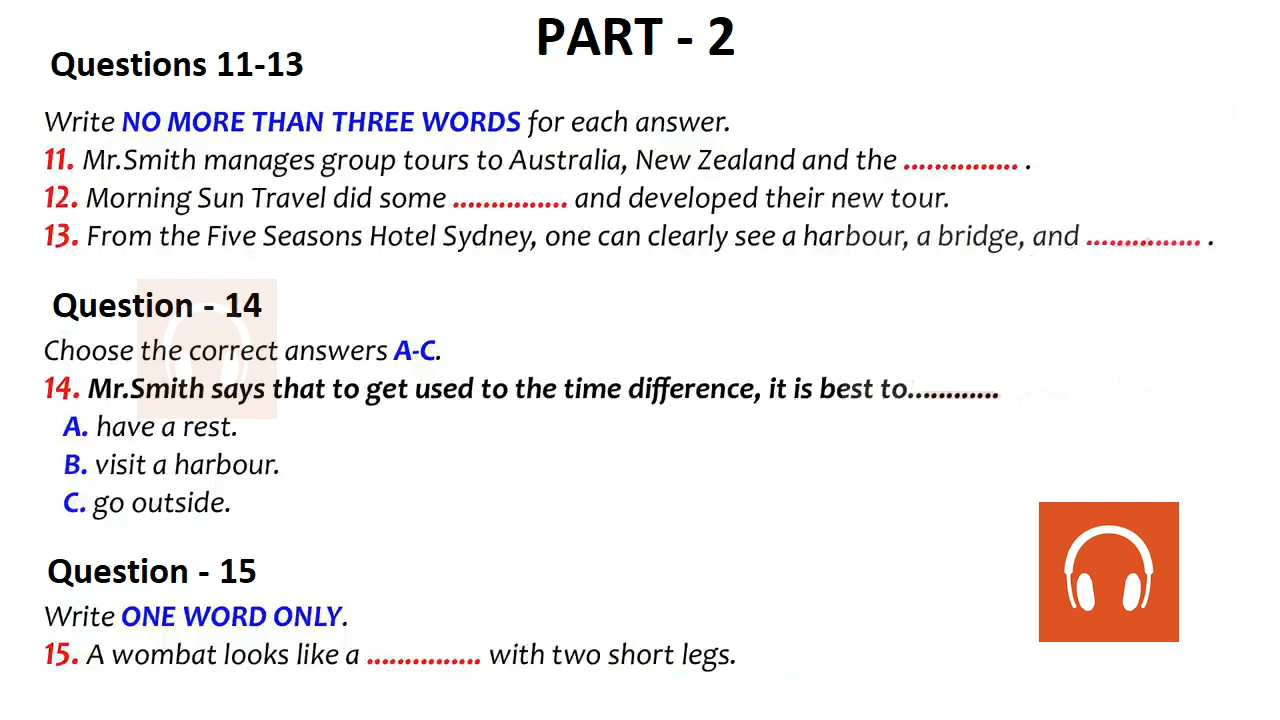 PART - 2
Questions 11-13
Write NO MORE THAN THREE WORDS for each answer.
11. Mr.Smith manages group tours to Australia, New Zealand and the ............... .
12. Morning Sun Travel did some ............... and developed their new tour.
13. From the Five Seasons Hotel Sydney, one can clearly see a harbour, a bridge, and ............... .
Question - 14
Choose the correct answers A-C.
14. Mr.Smith says that to get used to the time difference, it is best to............
A. have a rest.
B. visit a harbour.
C. go outside.
Question - 15
Write ONE WORD ONLY.
15. A wombat looks like a ............... with two short legs.